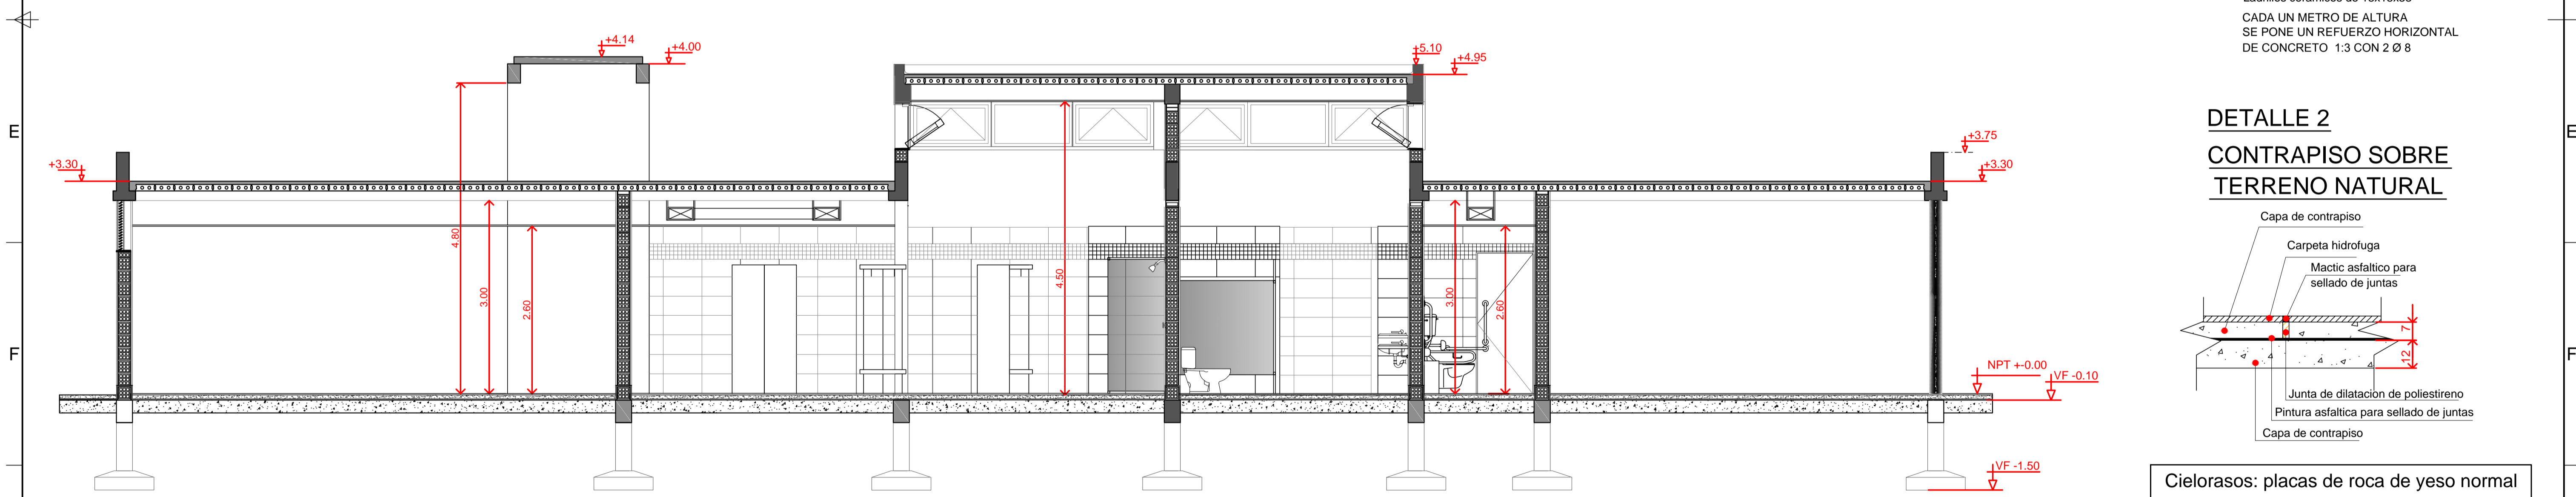 CADA UN METRO DE ALTURA
SE PONE UN REFUERZO HORIZONTAL
DE CONCRETO 1:3 CON 2 Ø 8
+4.14
+4.00
+5.10
+4.95
E
E
DETALLE 2
CONTRAPISO SOBRE
TERRENO NATURAL
+3.30
+3.75
+3.30
4.80
3.00
2.60
4.50
3.00
2.60
Capa de contrapiso
Carpeta hidrofuga
Mactic asfaltico para
sellado de juntas
7
12
F
F
NPT +-0.00
VF -0.10
Junta de dilatacion de poliestireno
Pintura asfaltica para sellado de juntas
Capa de contrapiso
VF -1.50
Cielorasos: placas de roca de yeso normal